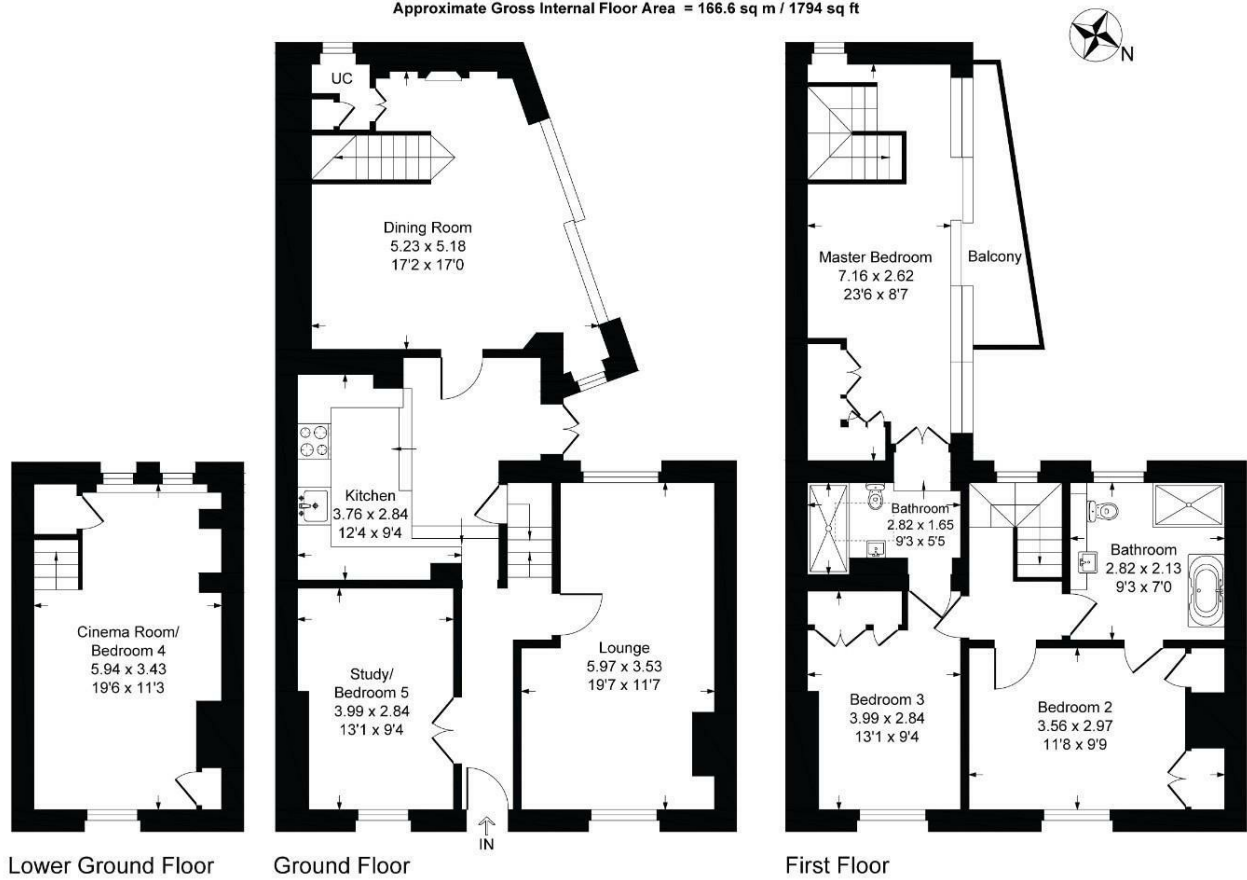 Approximate Gross Internal Floor Area = 166.6 sq m / 1794 sq ft
N
UC
Dining Room
5.23 x 5.18
17'2 x 17'0
Kitchen
3.76 x 2.84
12'4 x 9'4
Study/
Bedroom 5
3.99 x 2.84
13'1 x 9'4
Lounge
5.97 x 3.53
19'7 x 11'7
IN
Cinema Room/
Bedroom 4
5.94 x 3.43
19'6 x 11'3
Master Bedroom
7.16 x 2.62
23'6 x 8'7
Balcony
Bathroom
2.82 x 1.65
9'3 x 5'5
Bathroom
2.82 x 2.13
9'3 x 7'0
Bedroom 3
3.99 x 2.84
13'1 x 9'4
Bedroom 2
3.56 x 2.97
11'8 x 9'9
Lower Ground Floor
Ground Floor
First Floor